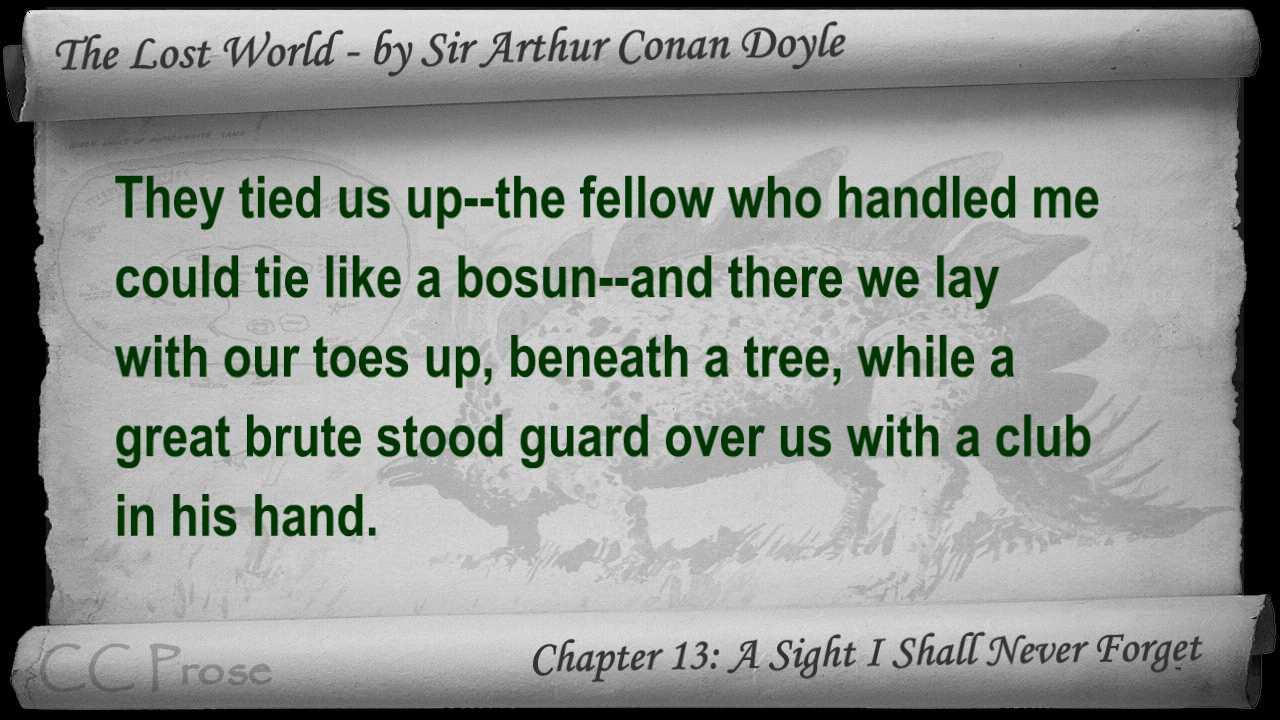 The Lost World - by Sir Arthur Conan Doyle
They tied us up--the fellow who handled me
could tie like a bosun--and there we lay
with our toes up, beneath a tree, while a
great brute stood guard over us with a club
in his hand.
CC Prose
Chapter 13: A Sight I Shall Never Forget